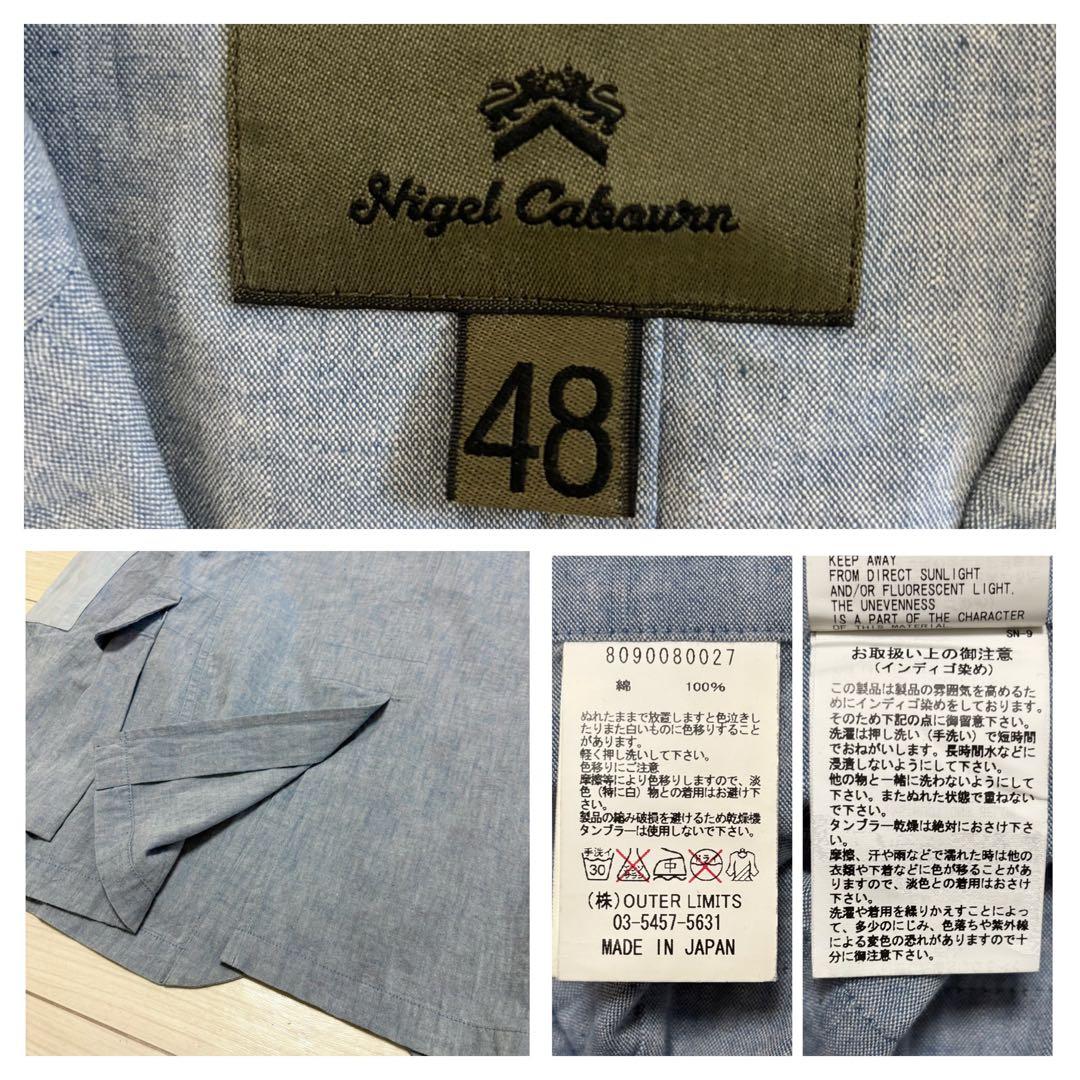 Nigel Cabourn
48
8090080027
綿 100%
ぬれたままで放置しますと色泣きし
たりまた白いものに色移りすること
があります。
軽く押し洗いして下さい。
色移りにご注意
摩擦等により色移りしますので、淡
色(特に白)物との着用はお避け下
さい。
製品の縮み破損を避けるため乾燥機
タンブラーは使用しないで下さい。
手洗イ 30 エンソサラシ 中 ドライ
(株)OUTER LIMITS
03-5457-5631
MADE IN JAPAN
KEEP AWAY
FROM DIRECT SUNLIGHT
AND/OR FLUORESCENT LIGHT.
THE UNEVENNESS
IS A PART OF THE CHARACTER
OF THIS MATERIAL
SN-9
お取扱い上の御注意
(インディゴ染め)
この製品は製品の雰囲気を高めるた
めにインディゴ染めをしております。
そのため下記の点に御留意下さい。
洗濯は押し洗い(手洗い)で短時間
でおねがいします。長時間水などに
浸漬しないようにして下さい。
他の物と一緒に洗わないようにして
下さい。またぬれた状態で重ねない
で下さい。
タンブラー乾燥は絶対におさけ下さ
い。
摩擦、汗や雨などで濡れた時は他の
衣類や下着などに色が移ることがあ
りますので、淡色との着用はおさけ
下さい。
洗濯や着用を繰りかえすことによっ
て、多少のにじみ、色落ちや紫外線
による変色の恐れがありますので十
分に御注意下さい。